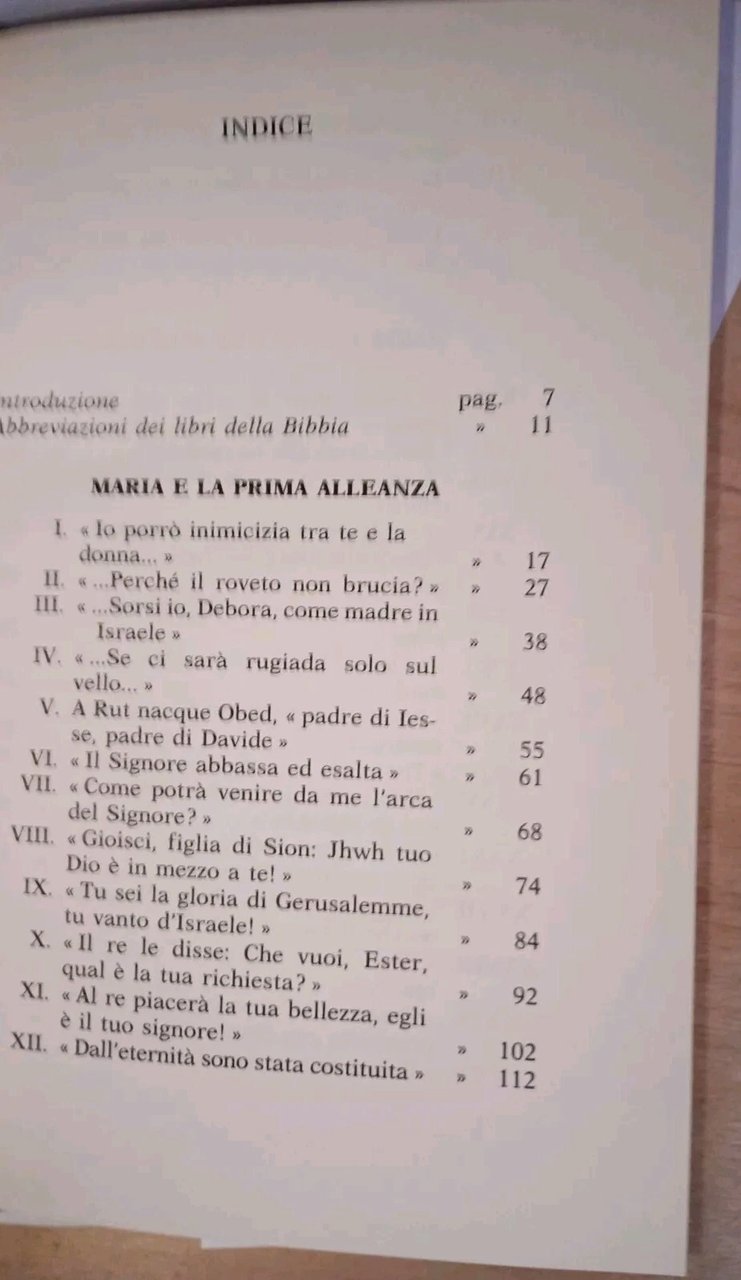 INDICE
ntroduzione pag. 7
Abbreviazioni dei libri della Bibbia » 11
MARIA E LA PRIMA ALLEANZA
I. « Io porrò inimicizia tra te e la
donna... » » 17
II. « ...Perché il roveto non brucia? » » 27
III. « ...Sorsi io, Debora, come madre in
Israele » » 38
IV. « ...Se ci sarà rugiada solo sul
vello... » » 48
V. A Rut nacque Obed, « padre di Ies-
se, padre di Davide » » 55
VI. « Il Signore abbassa ed esalta » » 61
VII. « Come potrà venire da me l'arca
del Signore? » » 68
VIII. « Gioisci, figlia di Sion: Jhwh tuo
Dio è in mezzo a te! » » 74
IX. « Tu sei la gloria di Gerusalemme,
tu vanto d'Israele! » » 84
X. « Il re le disse: Che vuoi, Ester,
qual è la tua richiesta? » » 92
XI. « Al re piacerà la tua bellezza, egli
è il tuo signore! » » 102
XII. « Dall'eternità sono stata costituita » » 112